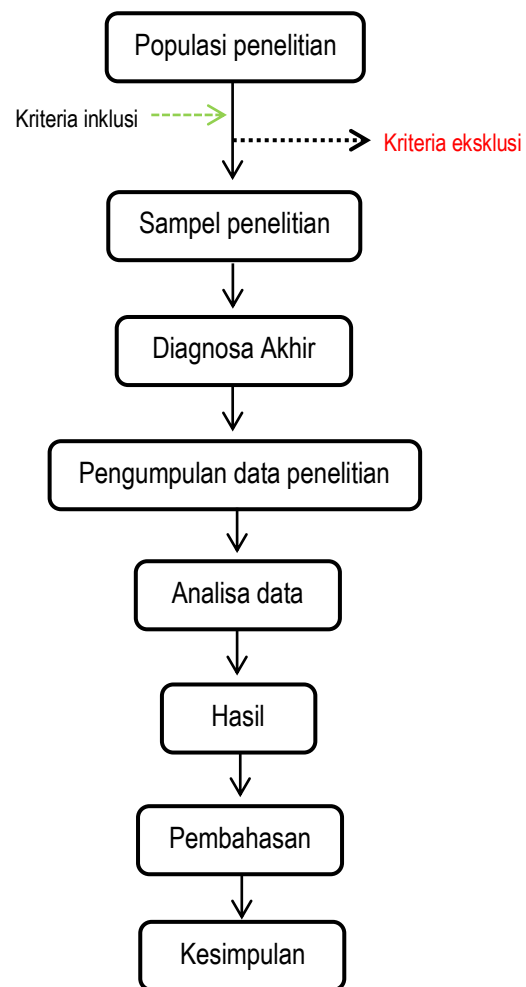 Populasi penelitian
Kriteria inklusi
Kriteria eksklusi
Sampel penelitian
Diagnosa Akhir
Pengumpulan data penelitian
Analisa data
Hasil
Pembahasan
Kesimpulan